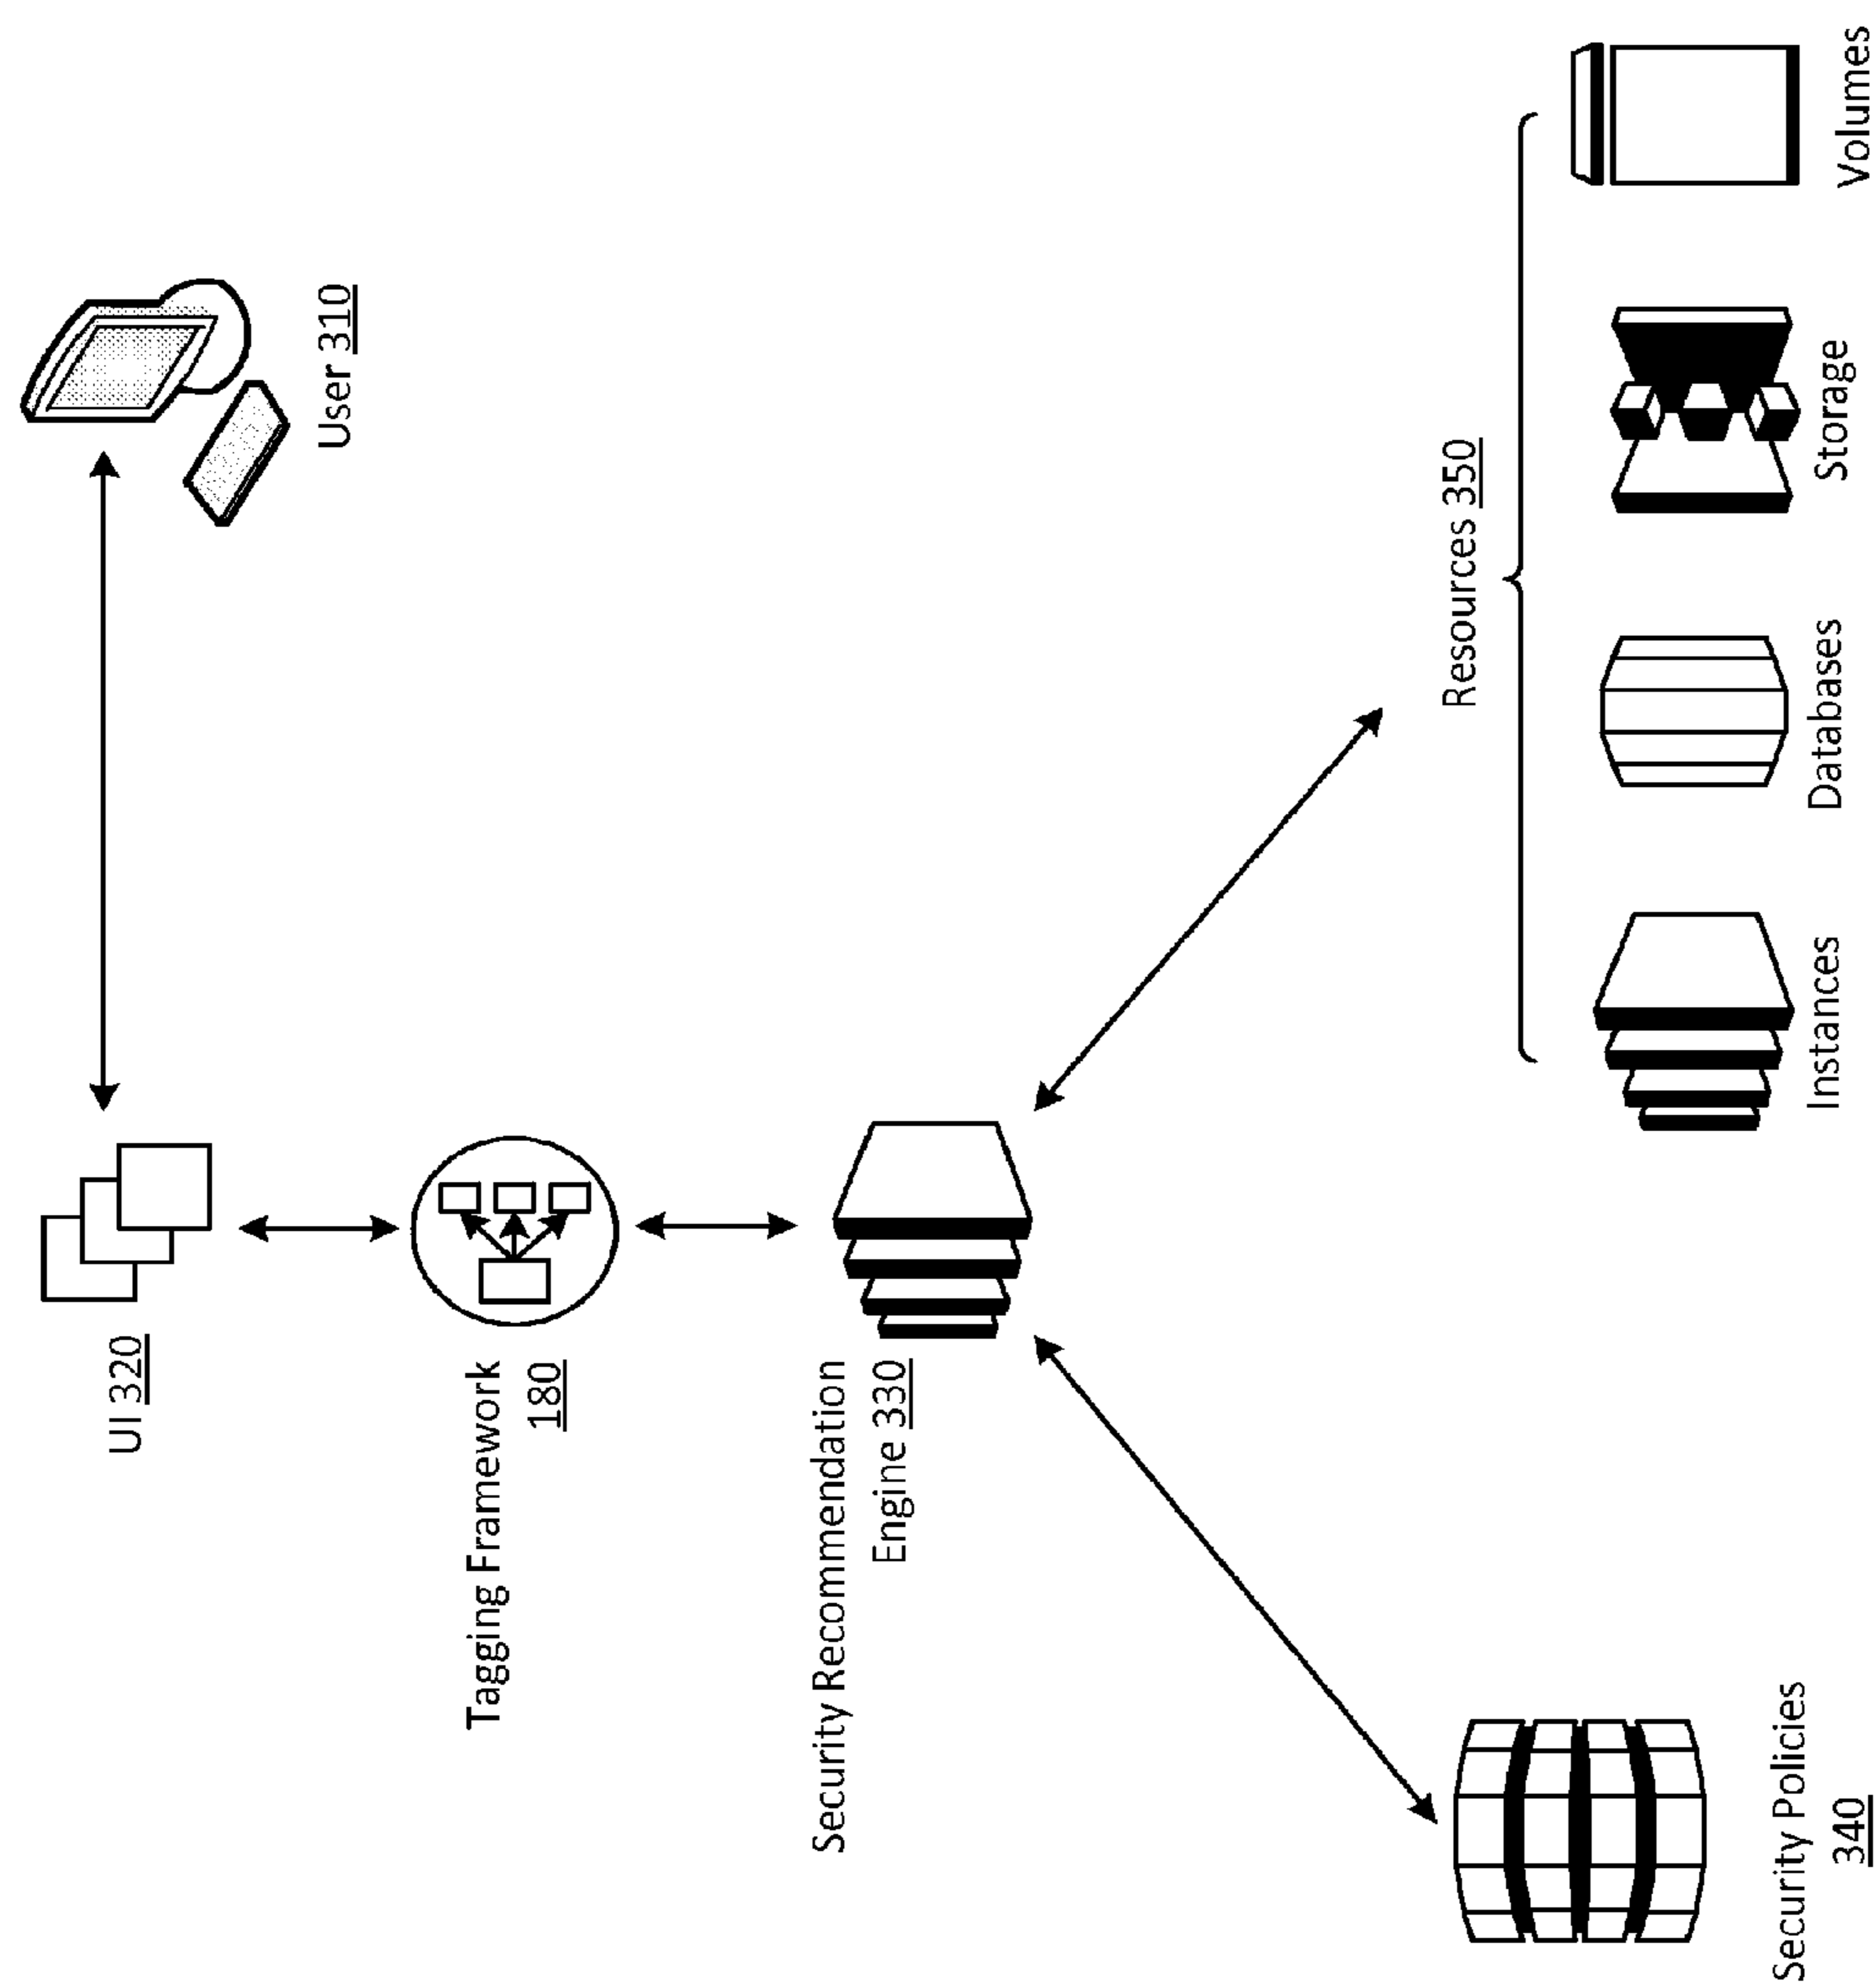 UI 320
User 310
Tagging Framework
180
Security Recommendation
Engine 330
Security Policies
340
Resources 350
Instances
Databases
Storage
Volumes